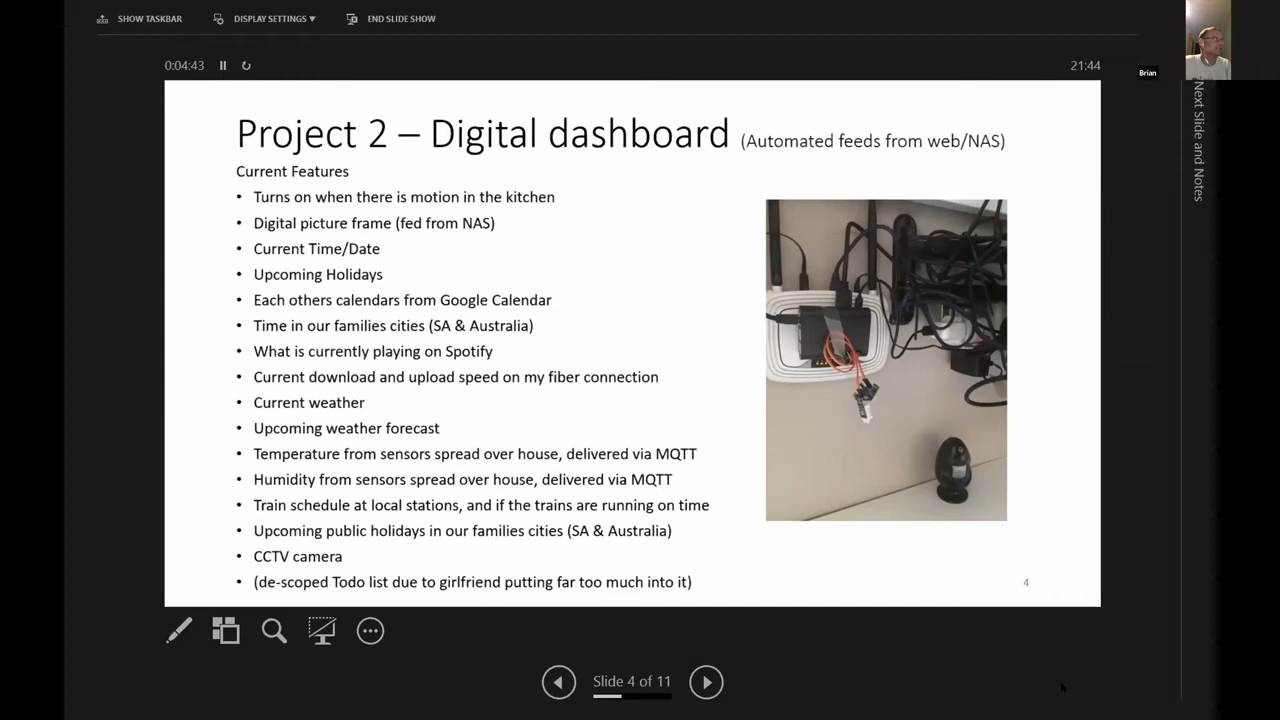 SHOW TASKBAR DISPLAY SETTINGS ▼ END SLIDE SHOW
Brian
0:04:43 21:44
Next Slide and Notes
Project 2 – Digital dashboard (Automated feeds from web/NAS)
Current Features
• Turns on when there is motion in the kitchen
• Digital picture frame (fed from NAS)
• Current Time/Date
• Upcoming Holidays
• Each others calendars from Google Calendar
• Time in our families cities (SA & Australia)
• What is currently playing on Spotify
• Current download and upload speed on my fiber connection
• Current weather
• Upcoming weather forecast
• Temperature from sensors spread over house, delivered via MQTT
• Humidity from sensors spread over house, delivered via MQTT
• Train schedule at local stations, and if the trains are running on time
• Upcoming public holidays in our families cities (SA & Australia)
• CCTV camera
• (de-scoped Todo list due to girlfriend putting far too much into it)
4
Slide 4 of 11